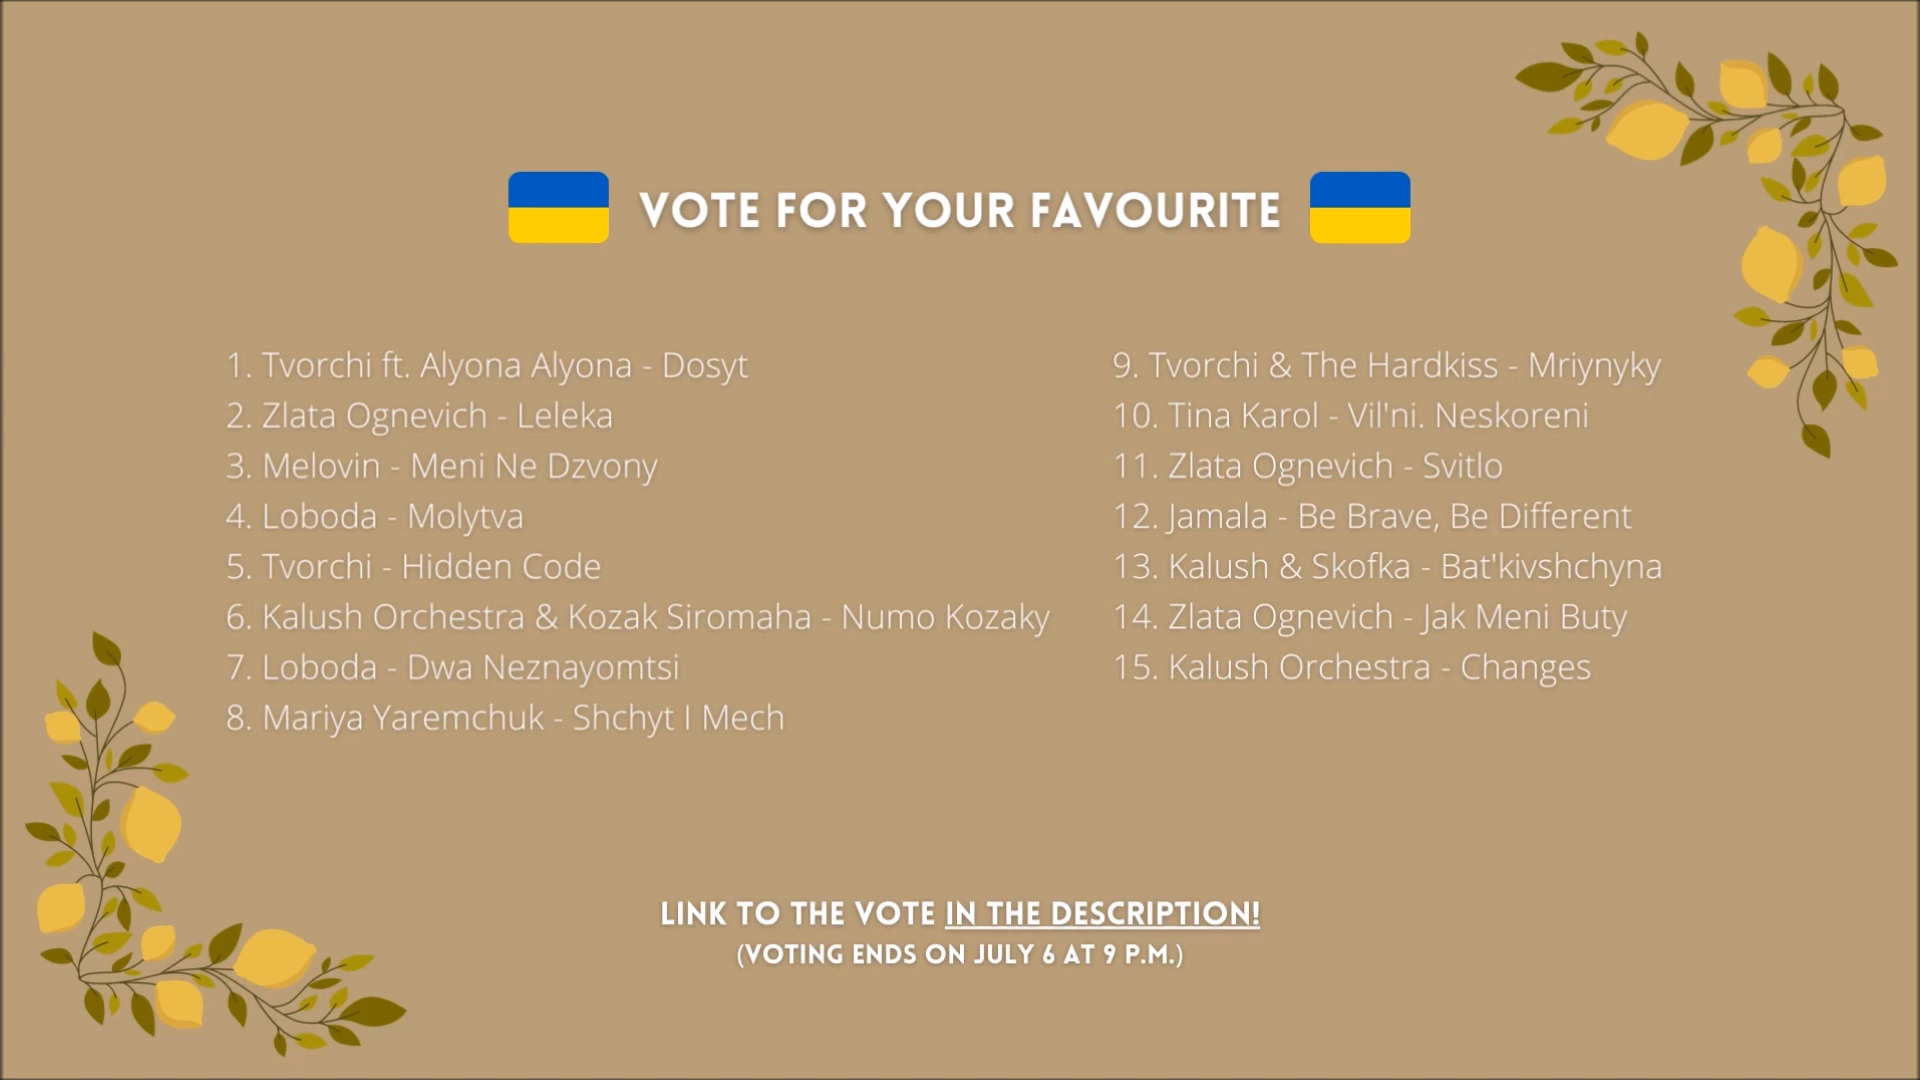 VOTE FOR YOUR FAVOURITE
1. Tvorchi ft. Alyona Alyona - Dosyt
2. Zlata Ognevich - Leleka
3. Melovin - Meni Ne Dzvony
4. Loboda - Molytva
5. Tvorchi - Hidden Code
6. Kalush Orchestra & Kozak Siromaha - Numo Kozaky
7. Loboda - Dwa Neznayomtsi
8. Mariya Yaremchuk - Shchyt I Mech
9. Tvorchi & The Hardkiss - Mriynyky
10. Tina Karol - Vil'ni. Neskoreni
11. Zlata Ognevich - Svitlo
12. Jamala - Be Brave, Be Different
13. Kalush & Skofka - Bat'kivshchyna
14. Zlata Ognevich - Jak Meni Buty
15. Kalush Orchestra - Changes
LINK TO THE VOTE IN THE DESCRIPTION!
(VOTING ENDS ON JULY 6 AT 9 P.M.)